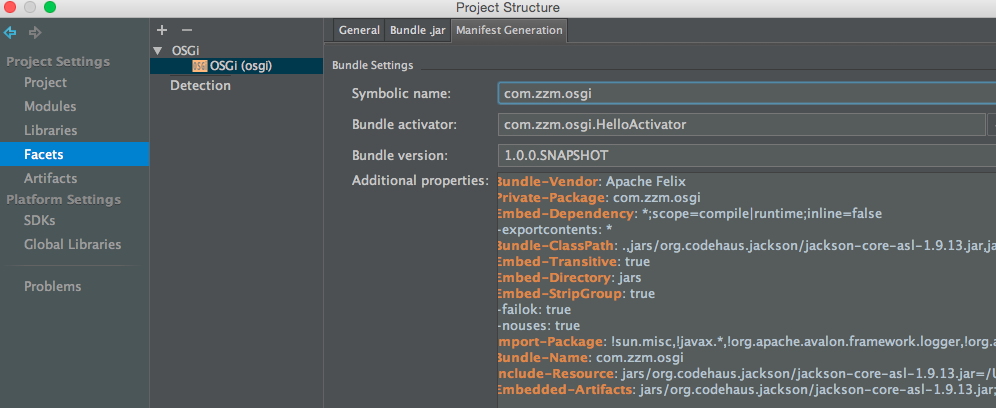 Project Structure
Project Settings
Project
Modules
Libraries
Facets
Artifacts
Platform Settings
SDKs
Global Libraries
Problems
OSGi
OSGi (osgi)
Detection
General
Bundle .jar
Manifest Generation
Bundle Settings
Symbolic name: com.zzm.osgi
Bundle activator: com.zzm.osgi.HelloActivator
Bundle version: 1.0.0.SNAPSHOT
Additional properties:
Bundle-Vendor: Apache Felix
Private-Package: com.zzm.osgi
Embed-Dependency: *;scope=compile|runtime;inline=false
-exportcontents: *
Bundle-ClassPath: .,jars/org.codehaus.jackson/jackson-core-asl-1.9.13.jar,ja
Embed-Transitive: true
Embed-Directory: jars
Embed-StripGroup: true
-failok: true
-nouses: true
Import-Package: !sun.misc,!javax.*,!org.apache.avalon.framework.logger,!org.a
Bundle-Name: com.zzm.osgi
Include-Resource: jars/org.codehaus.jackson/jackson-core-asl-1.9.13.jar=/U
Embedded-Artifacts: jars/org.codehaus.jackson/jackson-core-asl-1.9.13.jar;